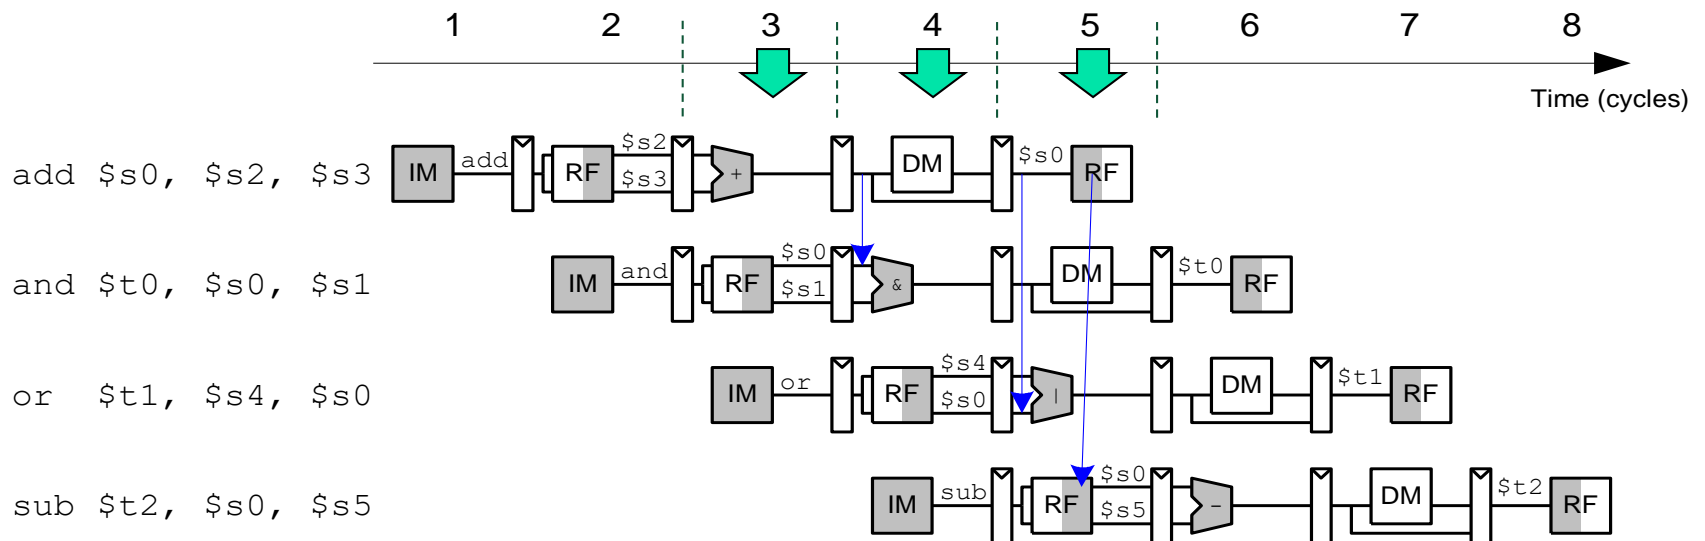 1 2 3 4 5 6 7 8
Time (cycles)
add $s0, $s2, $s3 IM add RF $s2 $s3 + DM $s0 RF
and $t0, $s0, $s1 IM and RF $s0 $s1 & DM $t0 RF
or $t1, $s4, $s0 IM or RF $s4 $s0 | DM $t1 RF
sub $t2, $s0, $s5 IM sub RF $s0 $s5 - DM $t2 RF